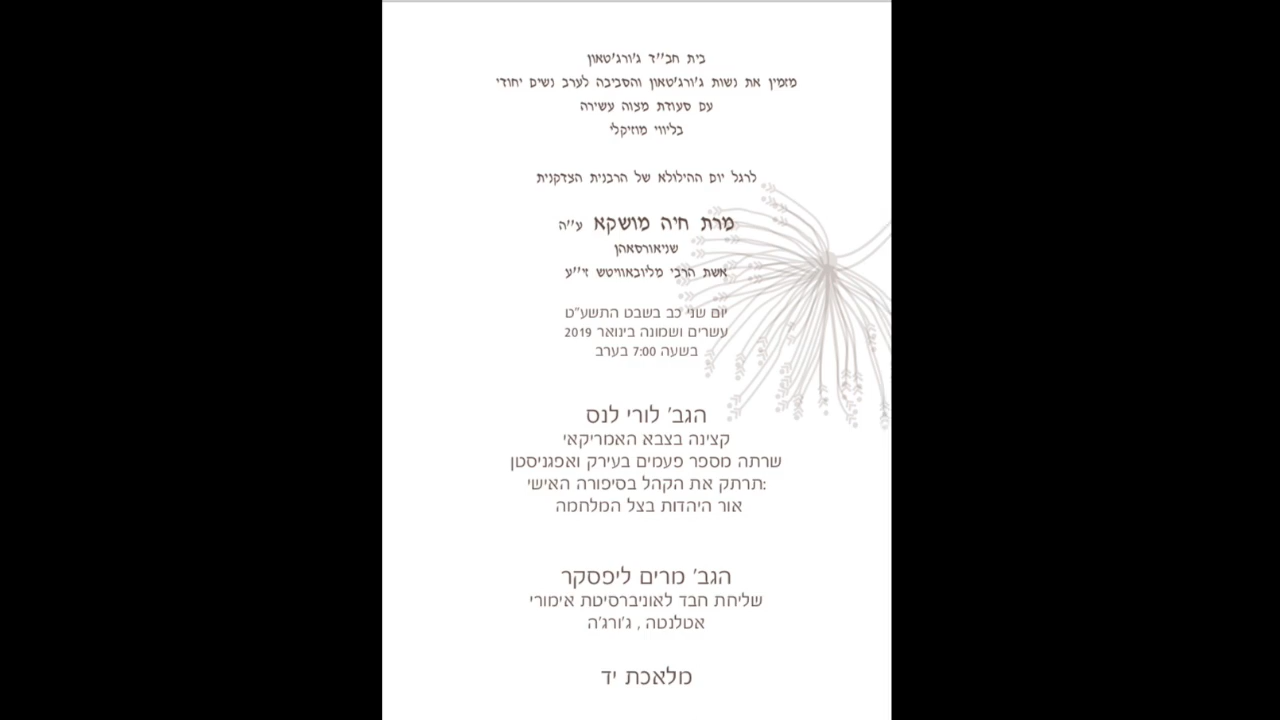 בית חב''ד ג'ורג'טאון
מזמין את נשות ג'ורג'טאון והסביבה לערב נשים יחודי
עם סעודת מצוה עשירה
בליווי מוזיקלי
לרגל יום ההילולא של הרבנית הצדקנית
מרת חיה מושקא ע''ה
שניאורסאהן
אשת הרבי מליובאוויטש זי''ע
יום שני כב בשבט התשע"ט
עשרים ושמונה בינואר 2019
בשעה 7:00 בערב
הגב' לורי לנס
קצינה בצבא האמריקאי
שרתה מספר פעמים בעירק ואפגניסטן
תרתק את הקהל בסיפורה האישי:
אור היהדות בצל המלחמה
הגב' מרים ליפסקר
שליחת חבד לאוניברסיטת אימורי
אטלנטה , ג'ורג'ה
מלאכת יד